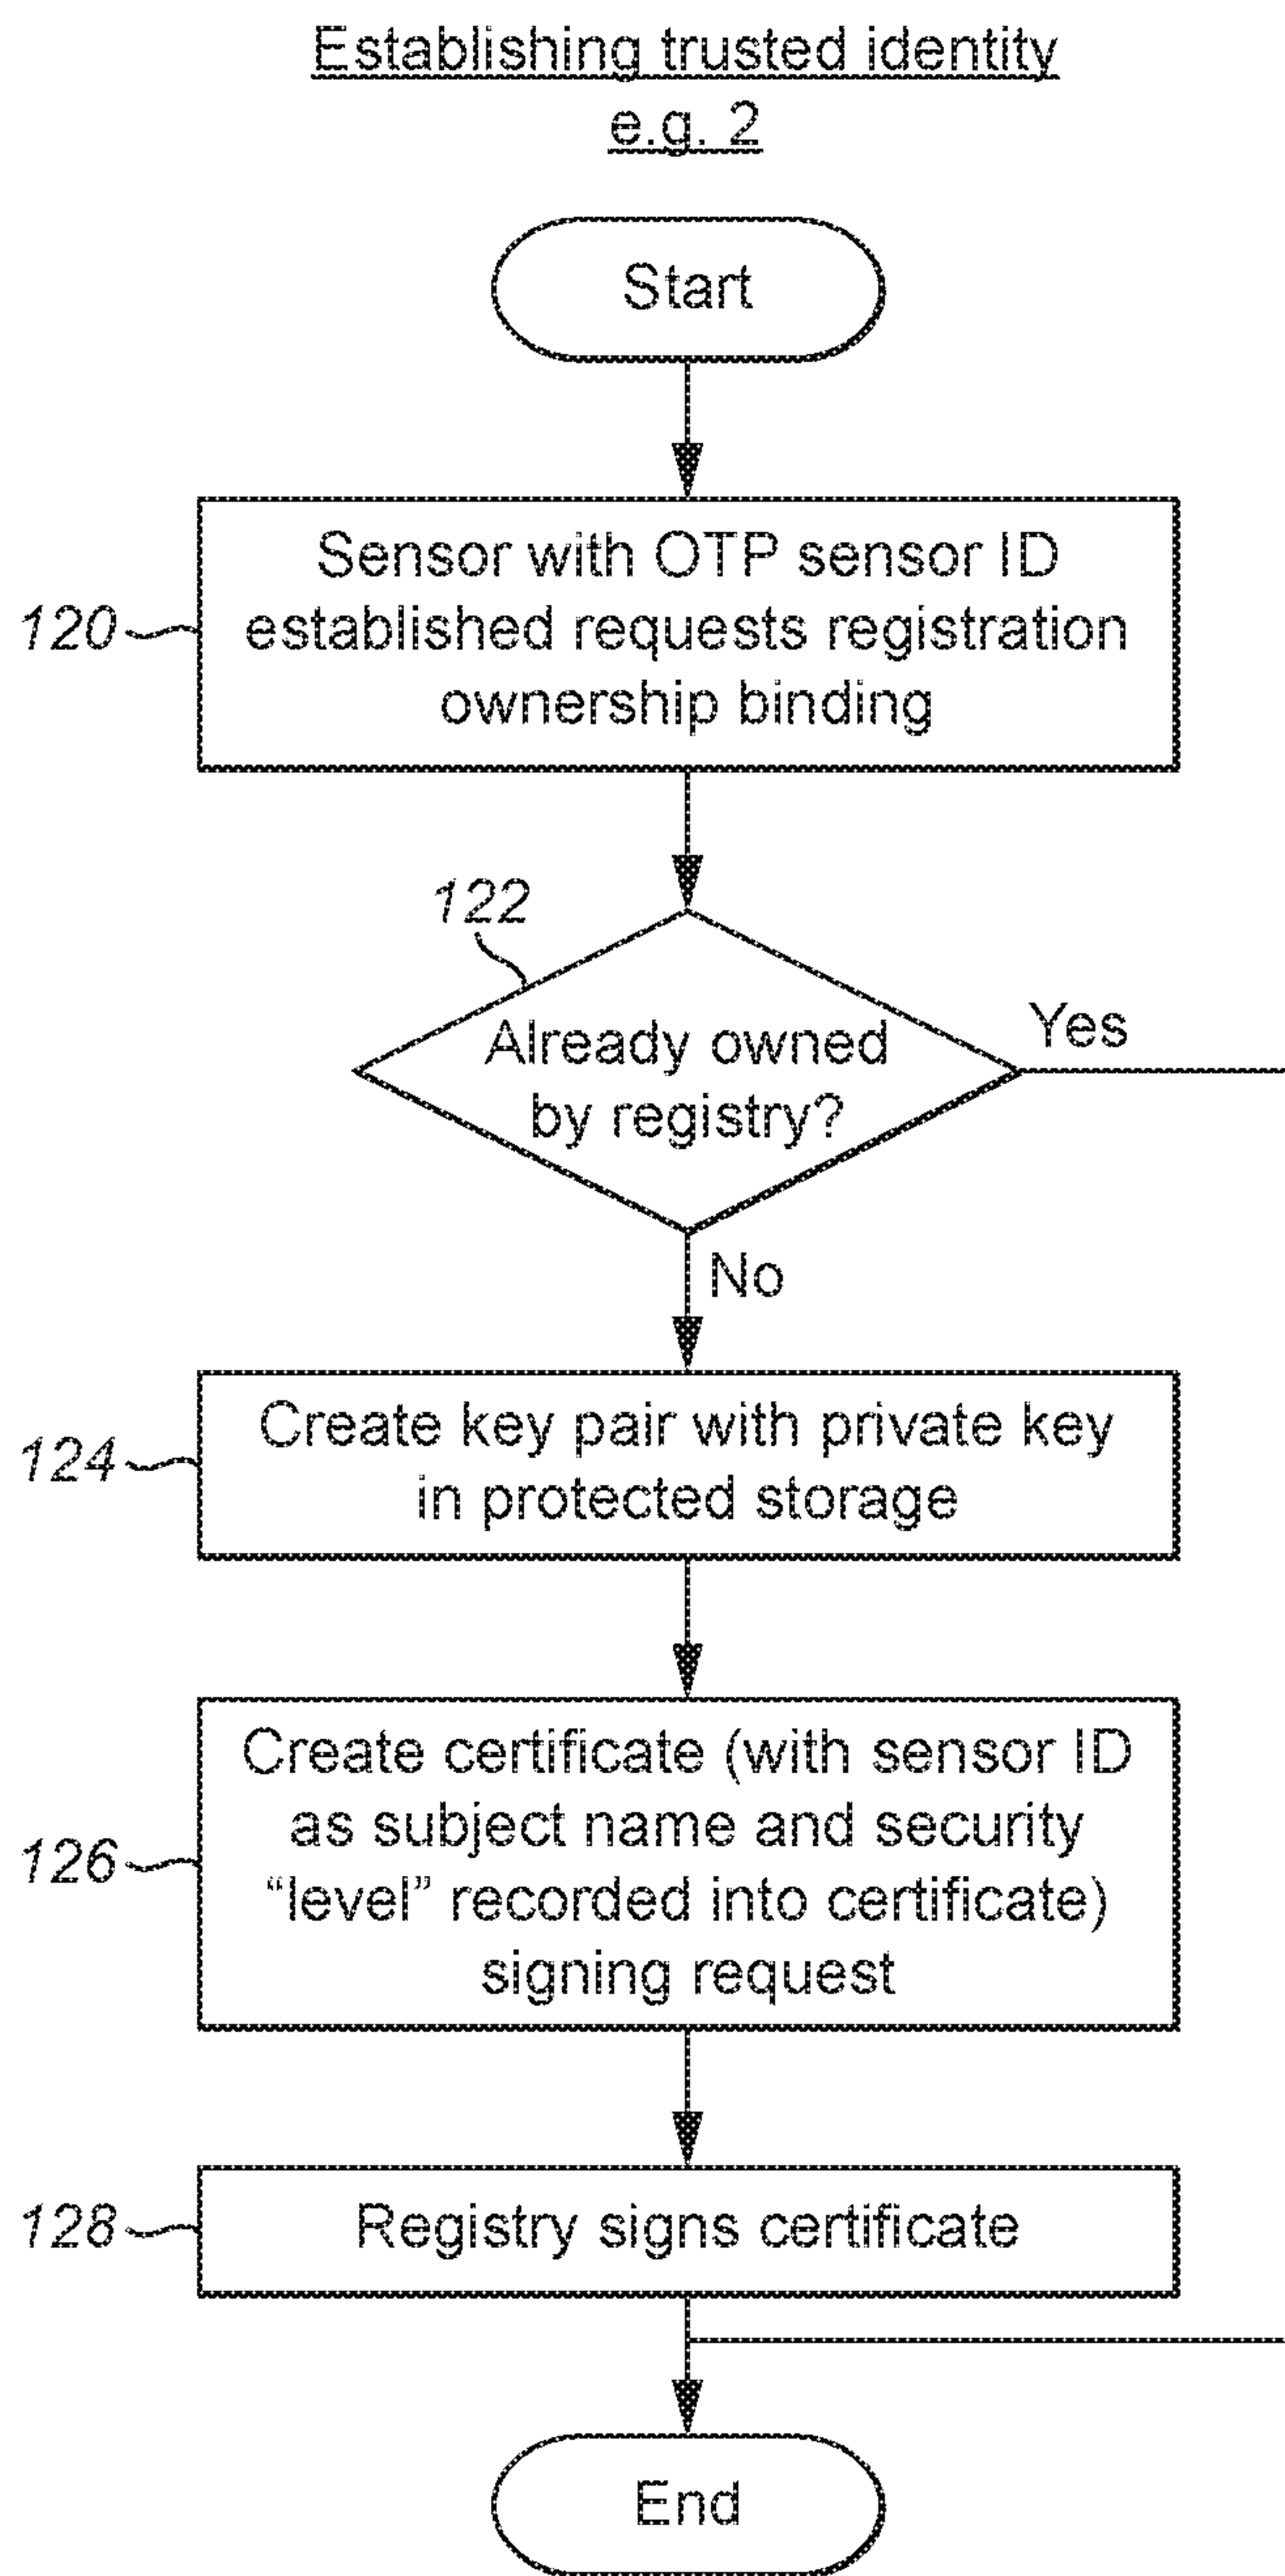 Establishing trusted identity
e.g. 2
Start
120
Sensor with OTP sensor ID
established requests registration
ownership binding
122
Already owned
by registry?
Yes
No
124
Create key pair with private key
in protected storage
126
Create certificate (with sensor ID
as subject name and security
“level” recorded into certificate)
signing request
128
Registry signs certificate
End